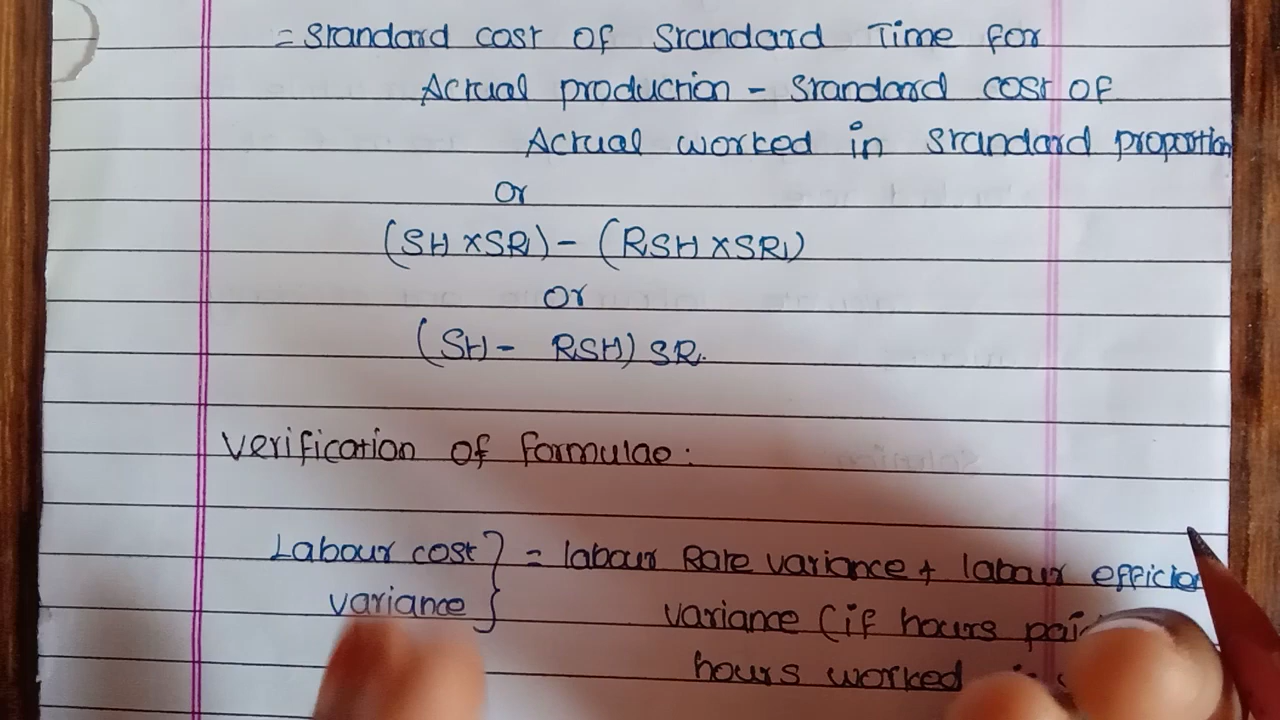 = Standard cost of Standard Time for
Actual production - Standard cost of
Actual worked in Standard proportion
or
(SH x SR) - (RSH x SR)
or
(SH - RSH) SR.
Verification of formulae:
Labour cost } = labour Rate variance + labour
variance } variance (if hours
hours worked